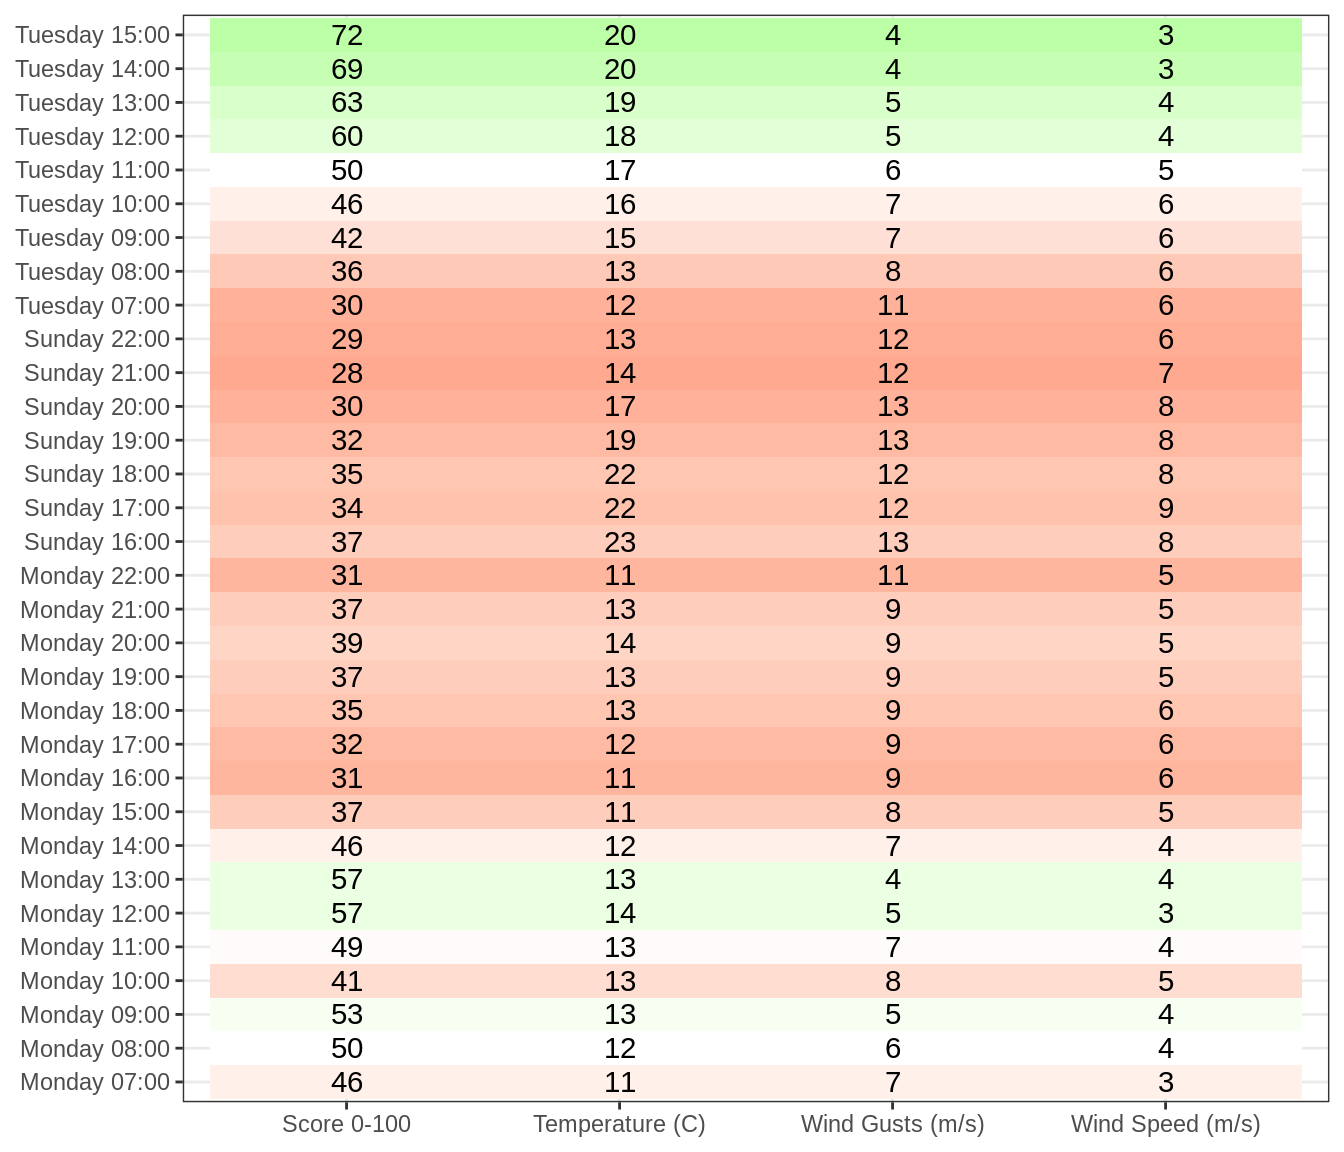 Tuesday 15:00 72 20 4 3
Tuesday 14:00 69 20 4 3
Tuesday 13:00 63 19 5 4
Tuesday 12:00 60 18 5 4
Tuesday 11:00 50 17 6 5
Tuesday 10:00 46 16 7 6
Tuesday 09:00 42 15 7 6
Tuesday 08:00 36 13 8 6
Tuesday 07:00 30 12 11 6
Sunday 22:00 29 13 12 6
Sunday 21:00 28 14 12 7
Sunday 20:00 30 17 13 8
Sunday 19:00 32 19 13 8
Sunday 18:00 35 22 12 8
Sunday 17:00 34 22 12 9
Sunday 16:00 37 23 13 8
Monday 22:00 31 11 11 5
Monday 21:00 37 13 9 5
Monday 20:00 39 14 9 5
Monday 19:00 37 13 9 5
Monday 18:00 35 13 9 6
Monday 17:00 32 12 9 6
Monday 16:00 31 11 9 6
Monday 15:00 37 11 8 5
Monday 14:00 46 12 7 4
Monday 13:00 57 13 4 4
Monday 12:00 57 14 5 3
Monday 11:00 49 13 7 4
Monday 10:00 41 13 8 5
Monday 09:00 53 13 5 4
Monday 08:00 50 12 6 4
Monday 07:00 46 11 7 3
Score 0-100 Temperature (C) Wind Gusts (m/s) Wind Speed (m/s)